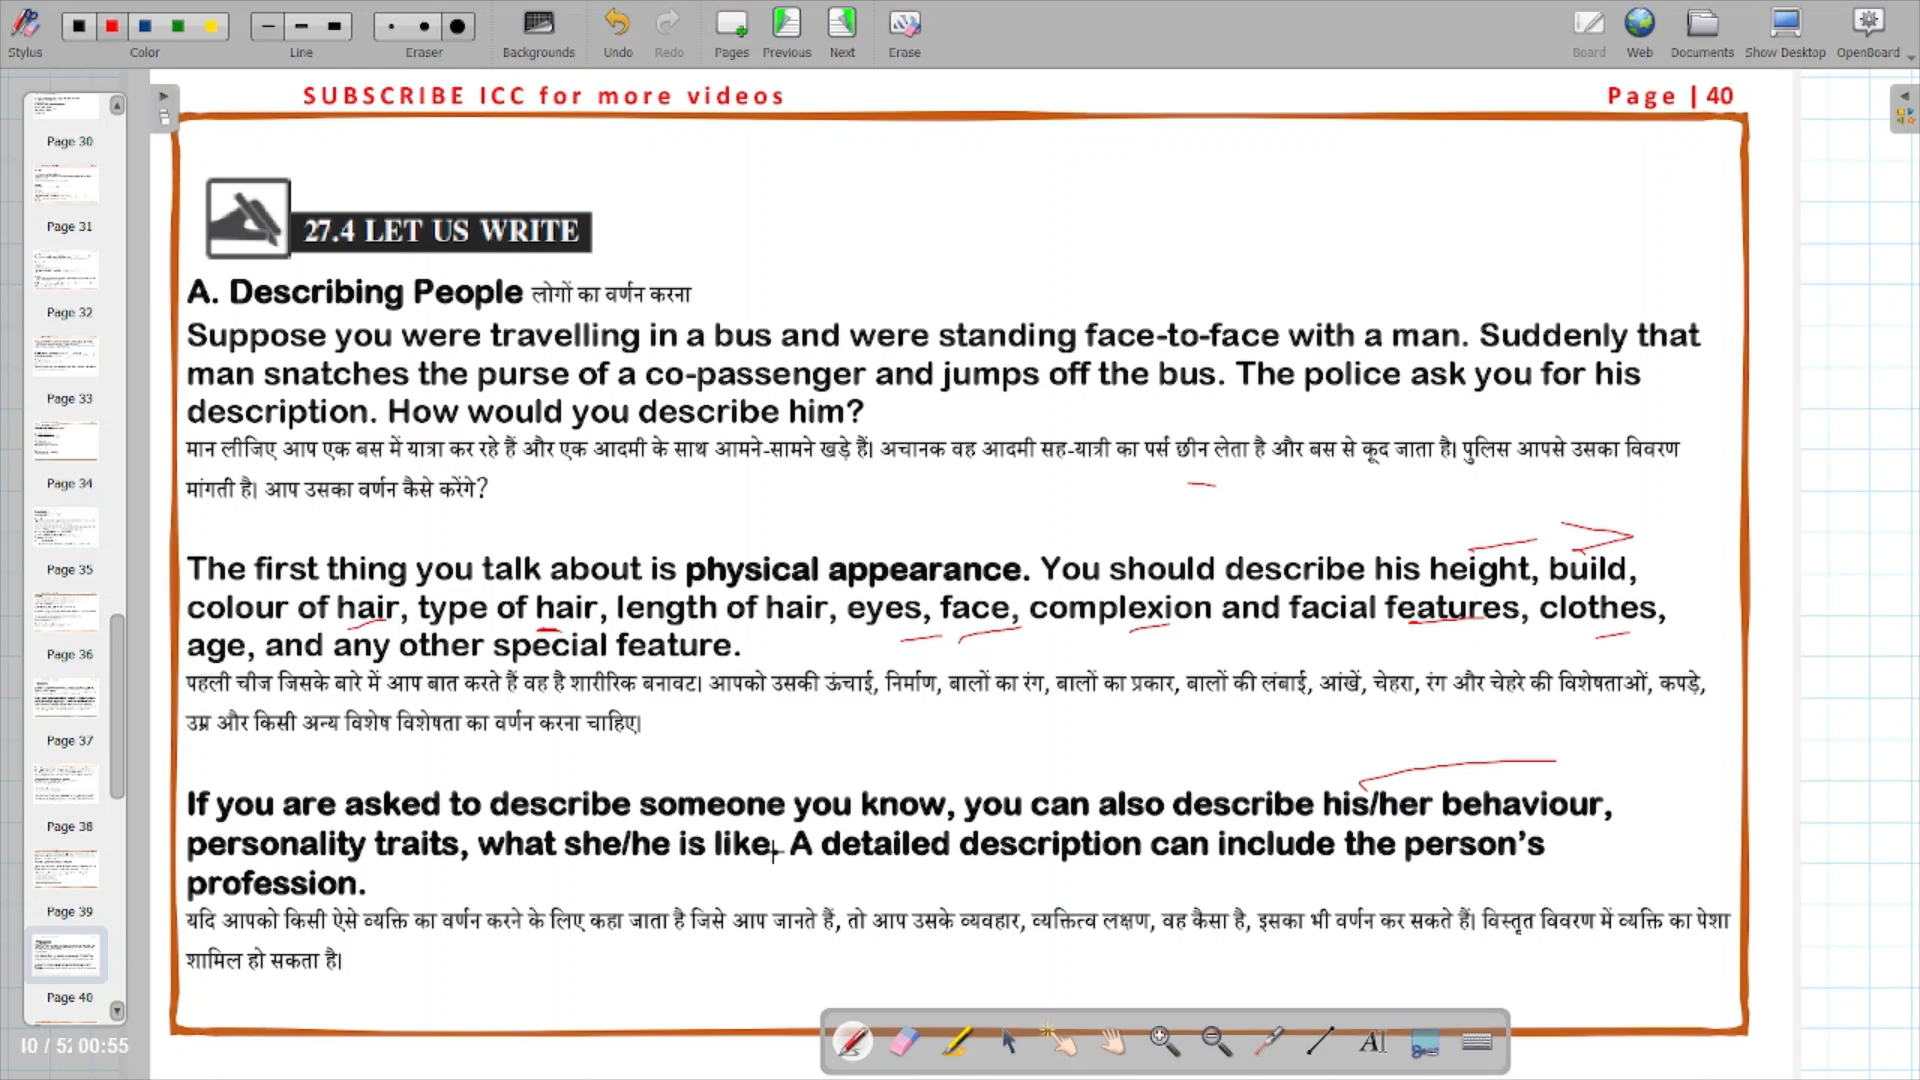 Stylus
Color
Line
Eraser
Backgrounds
Undo
Redo
Pages
Previous
Next
Erase
Board
Web
Documents
Show Desktop
OpenBoard
Page 30
Page 31
Page 32
Page 33
Page 34
Page 35
Page 36
Page 37
Page 38
Page 39
Page 40
00:55
SUBSCRIBE ICC for more videos
Page | 40
27.4 LET US WRITE
A. Describing People लोगों का वर्णन करना
Suppose you were travelling in a bus and were standing face-to-face with a man. Suddenly that
man snatches the purse of a co-passenger and jumps off the bus. The police ask you for his
description. How would you describe him?
मान लीजिए आप एक बस में यात्रा कर रहे हैं और एक आदमी के साथ आमने-सामने खड़े हैं। अचानक वह आदमी सह-यात्री का पर्स छीन लेता है और बस से कूद जाता है। पुलिस आपसे उसका विवरण
मांगती है। आप उसका वर्णन कैसे करेंगे?
The first thing you talk about is physical appearance. You should describe his height, build,
colour of hair, type of hair, length of hair, eyes, face, complexion and facial features, clothes,
age, and any other special feature.
पहली चीज जिसके बारे में आप बात करते हैं वह है शारीरिक बनावट। आपको उसकी ऊंचाई, निर्माण, बालों का रंग, बालों का प्रकार, बालों की लंबाई, आंखें, चेहरा, रंग और चेहरे की विशेषताओं, कपड़े,
उम्र और किसी अन्य विशेष विशेषता का वर्णन करना चाहिए।
If you are asked to describe someone you know, you can also describe his/her behaviour,
personality traits, what she/he is like. A detailed description can include the person’s
profession.
यदि आपको किसी ऐसे व्यक्ति का वर्णन करने के लिए कहा जाता है जिसे आप जानते हैं, तो आप उसके व्यवहार, व्यक्तित्व लक्षण, वह कैसा है, इसका भी वर्णन कर सकते हैं। विस्तृत विवरण में व्यक्ति का पेशा
शामिल हो सकता है।